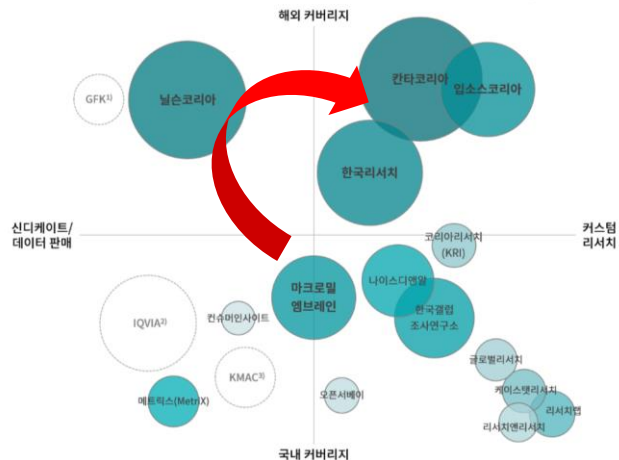 해외 커버리지
GFK¹⁾
닐슨코리아
칸타코리아
입소스코리아
한국리서치
신디케이트/
데이터 판매
커스텀
리서치
코리아리서치
(KRI)
마크로밀
엠브레인
나이스디앤알
한국갤럽
조사연구소
IQVIA²⁾
컨슈머인사이트
글로벌리서치
KMAC³⁾
케이스탯리서치
메트릭스(MetriX)
오픈서베이
리서치랩
리서치앤리서치
국내 커버리지